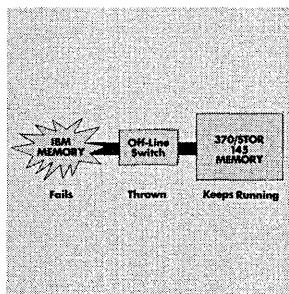 IBM
MEMORY
Off-Line
Switch
370/STOR
145
MEMORY
Fails
Thrown
Keeps Running